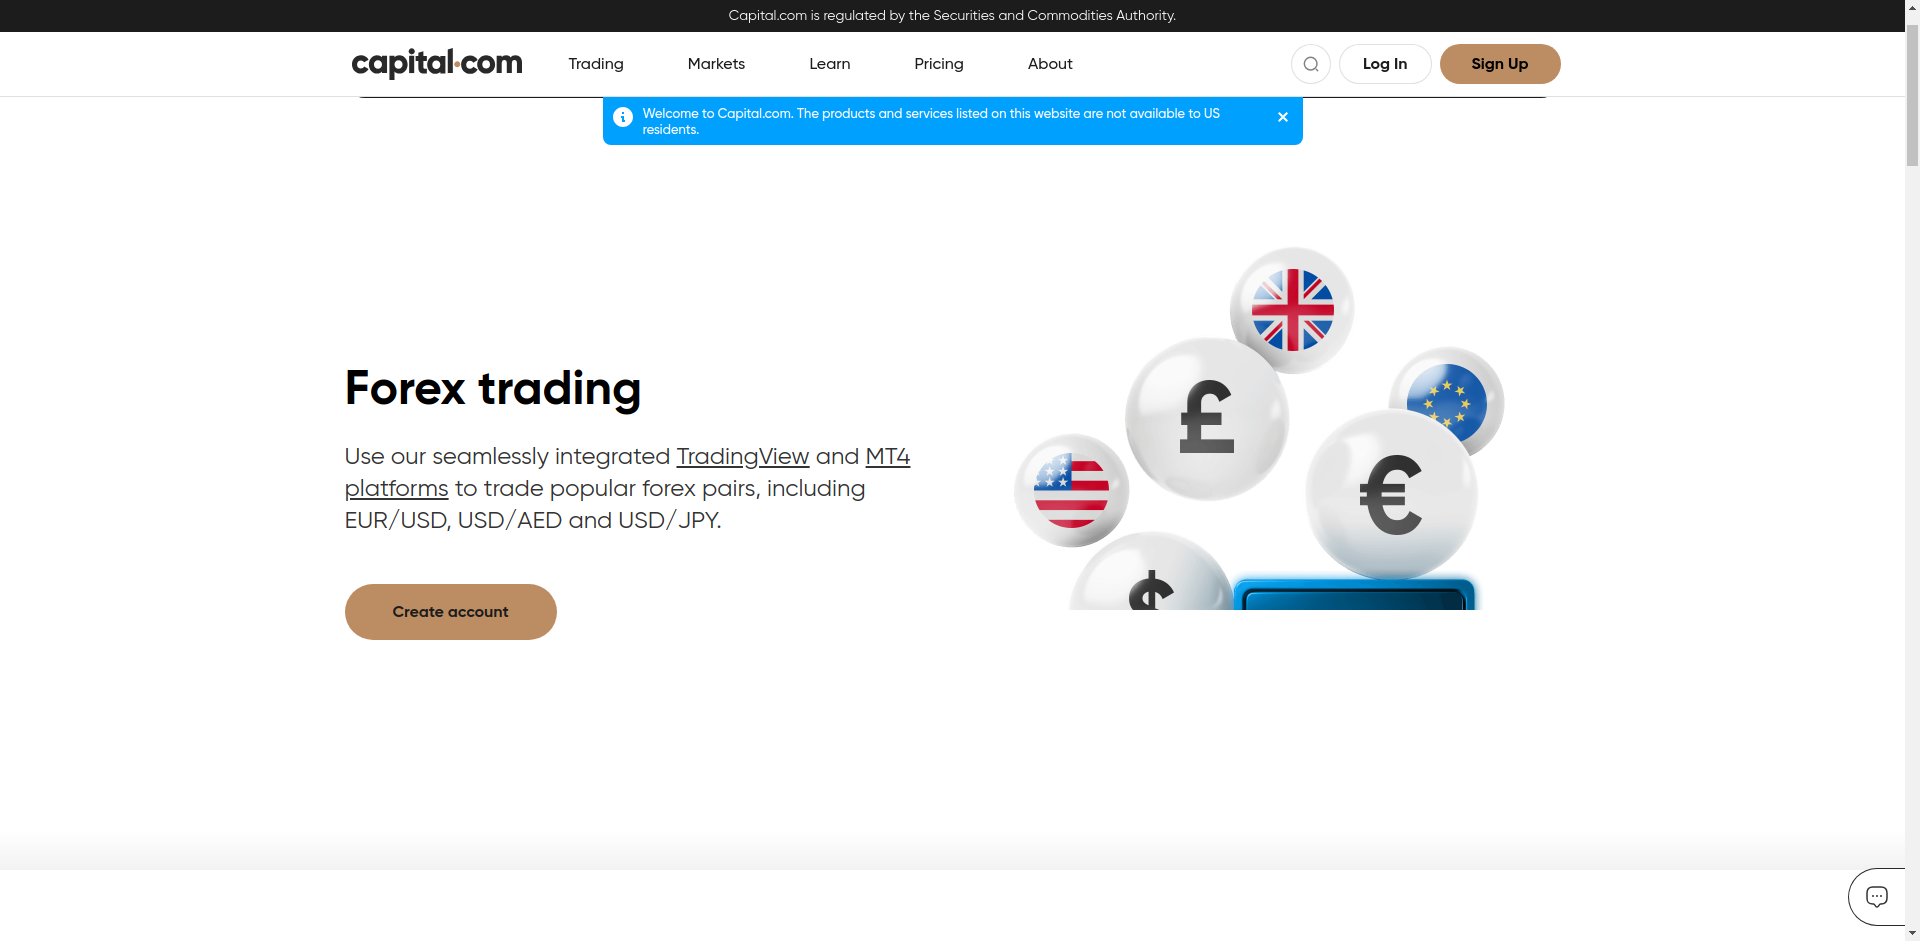 Capital.com is regulated by the Securities and Commodities Authority.
capital.com
Trading
Markets
Learn
Pricing
About
Log In
Sign Up
Welcome to Capital.com. The products and services listed on this website are not available to US
residents.
Forex trading
Use our seamlessly integrated TradingView and MT4
platforms to trade popular forex pairs, including
EUR/USD, USD/AED and USD/JPY.
Create account
£
€
$